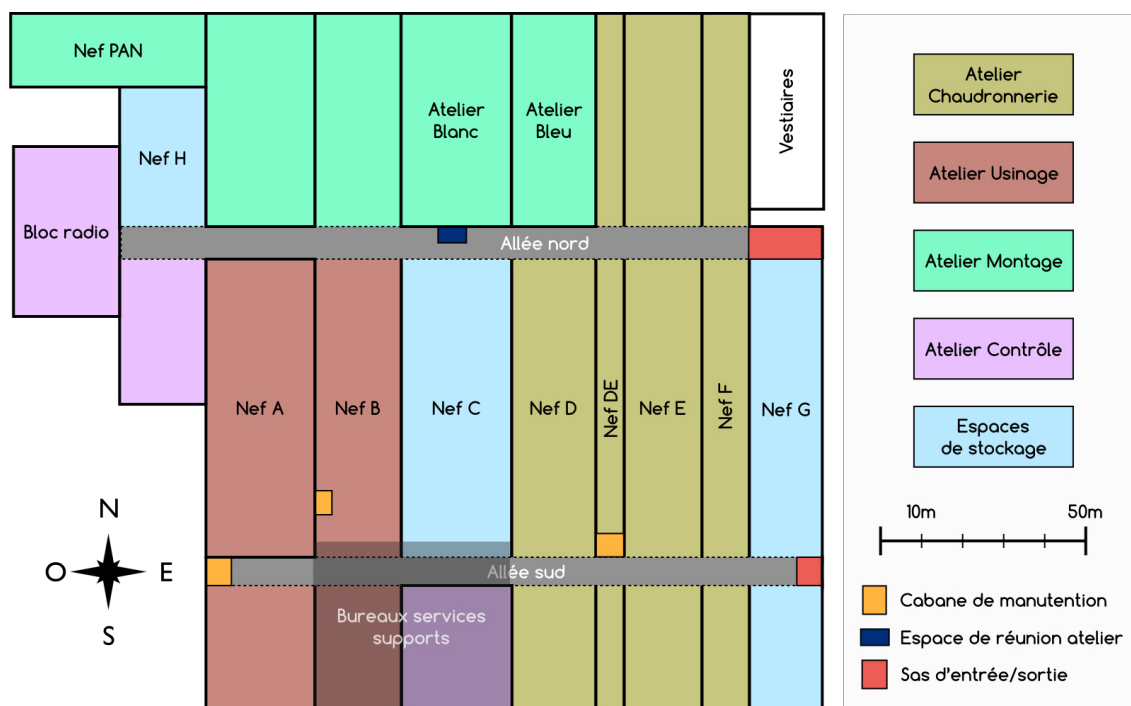 Nef PAN
Atelier
Blanc
Atelier
Bleu
Vestiaires
Nef H
Bloc radio
Allée nord
Nef A
Nef B
Nef C
Nef D
Nef DE
Nef E
Nef F
Nef G
Allée sud
Bureaux services
supports
N
O
E
S
Atelier
Chaudronnerie
Atelier Usinage
Atelier Montage
Atelier Contrôle
Espaces
de stockage
10m
50m
Cabane de manutention
Espace de réunion atelier
Sas d'entrée/sortie